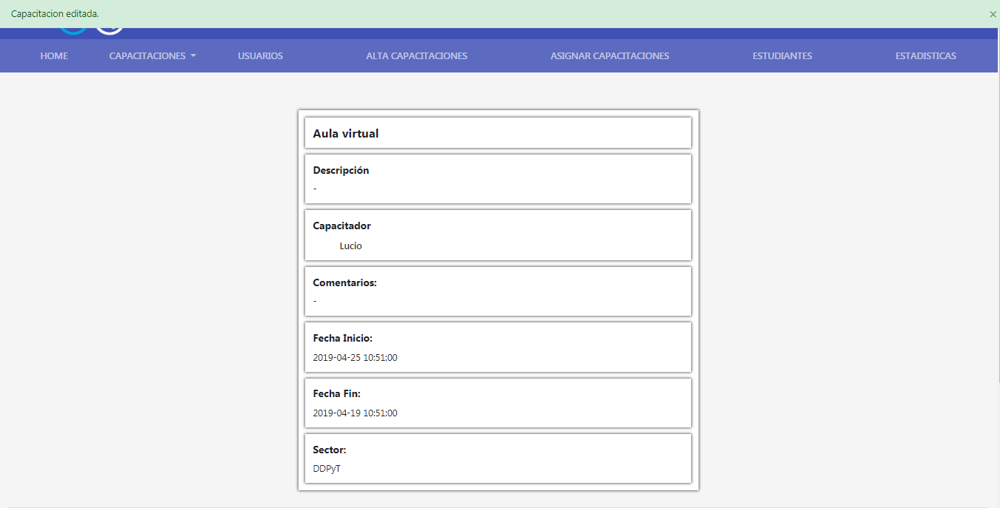 Capacitacion editada.
×
HOME CAPACITACIONES USUARIOS ALTA CAPACITACIONES ASIGNAR CAPACITACIONES ESTUDIANTES ESTADISTICAS
Aula virtual
Descripción
-
Capacitador
Lucio
Comentarios:
-
Fecha Inicio:
2019-04-25 10:51:00
Fecha Fin:
2019-04-19 10:51:00
Sector:
DDPyT